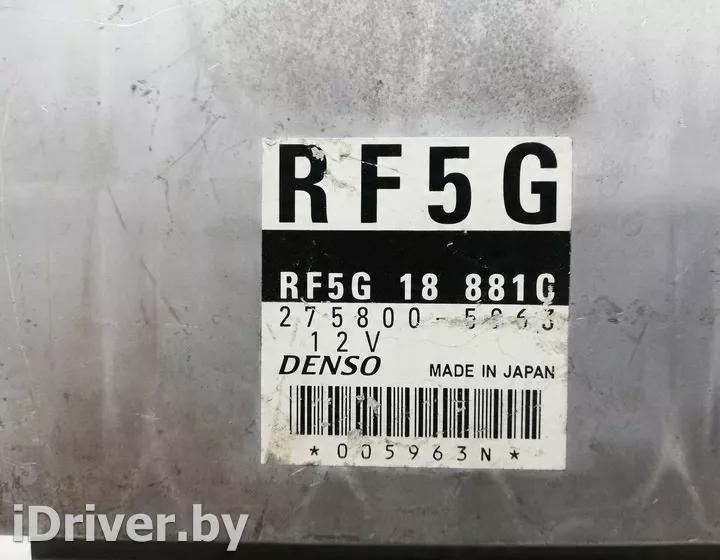 RF5G
RF5G 18 881C
275800-5963
12V
DENSO MADE IN JAPAN
*005963N*
iDriver.by